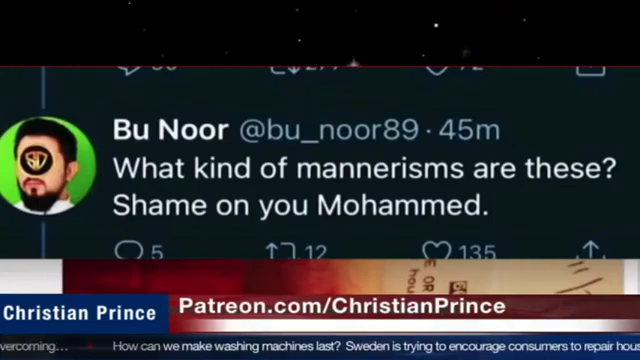 Bu Noor @bu_noor89 · 45m
What kind of mannerisms are these?
Shame on you Mohammed.
5 12 135
Christian Prince
Patreon.com/ChristianPrince
vercoming... How can we make washing machines last? Sweden is trying to encourage consumers to repair hous